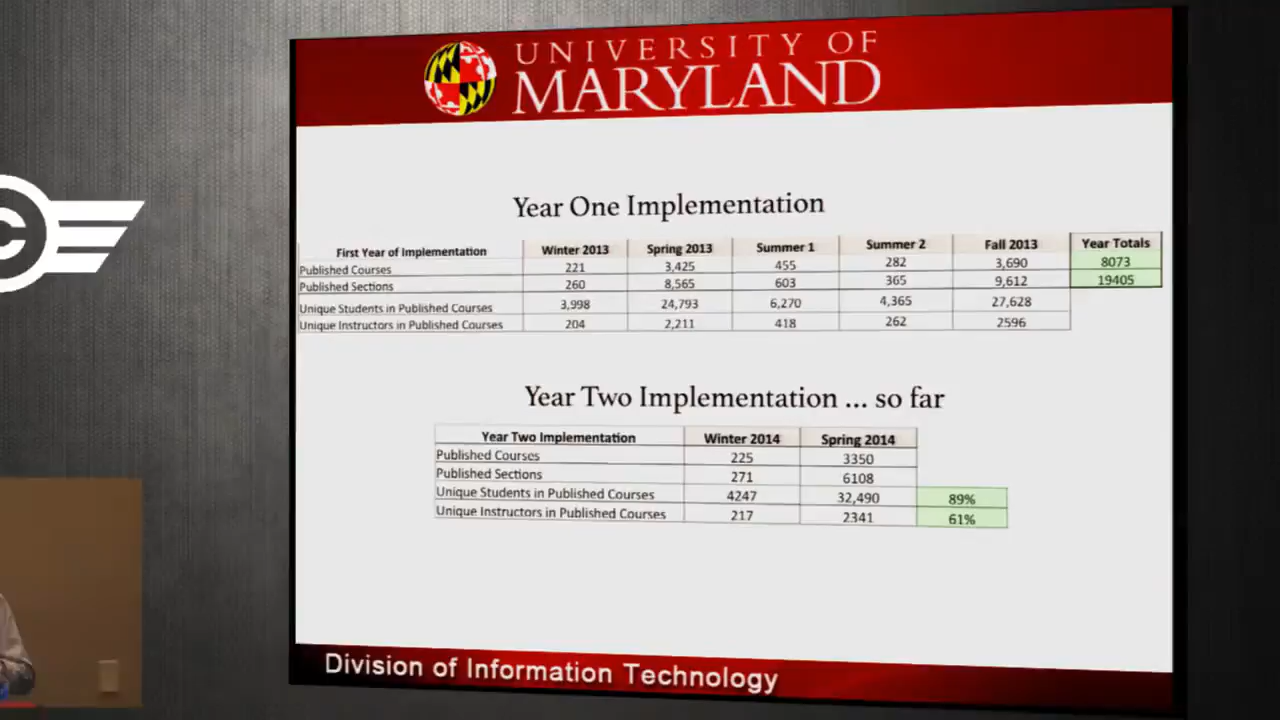 C
UNIVERSITY OF
MARYLAND
Year One Implementation
First Year of Implementation Winter 2013 Spring 2013 Summer 1 Summer 2 Fall 2013 Year Totals
Published Courses 221 3,425 455 282 3,690 8073
Published Sections 260 8,565 603 365 9,612 19405
Unique Students in Published Courses 3,998 24,793 6,270 4,365 27,628
Unique Instructors in Published Courses 204 2,211 418 262 2596
Year Two Implementation ... so far
Year Two Implementation Winter 2014 Spring 2014
Published Courses 225 3350
Published Sections 271 6108
Unique Students in Published Courses 4247 32,490 89%
Unique Instructors in Published Courses 217 2341 61%
Division of Information Technology